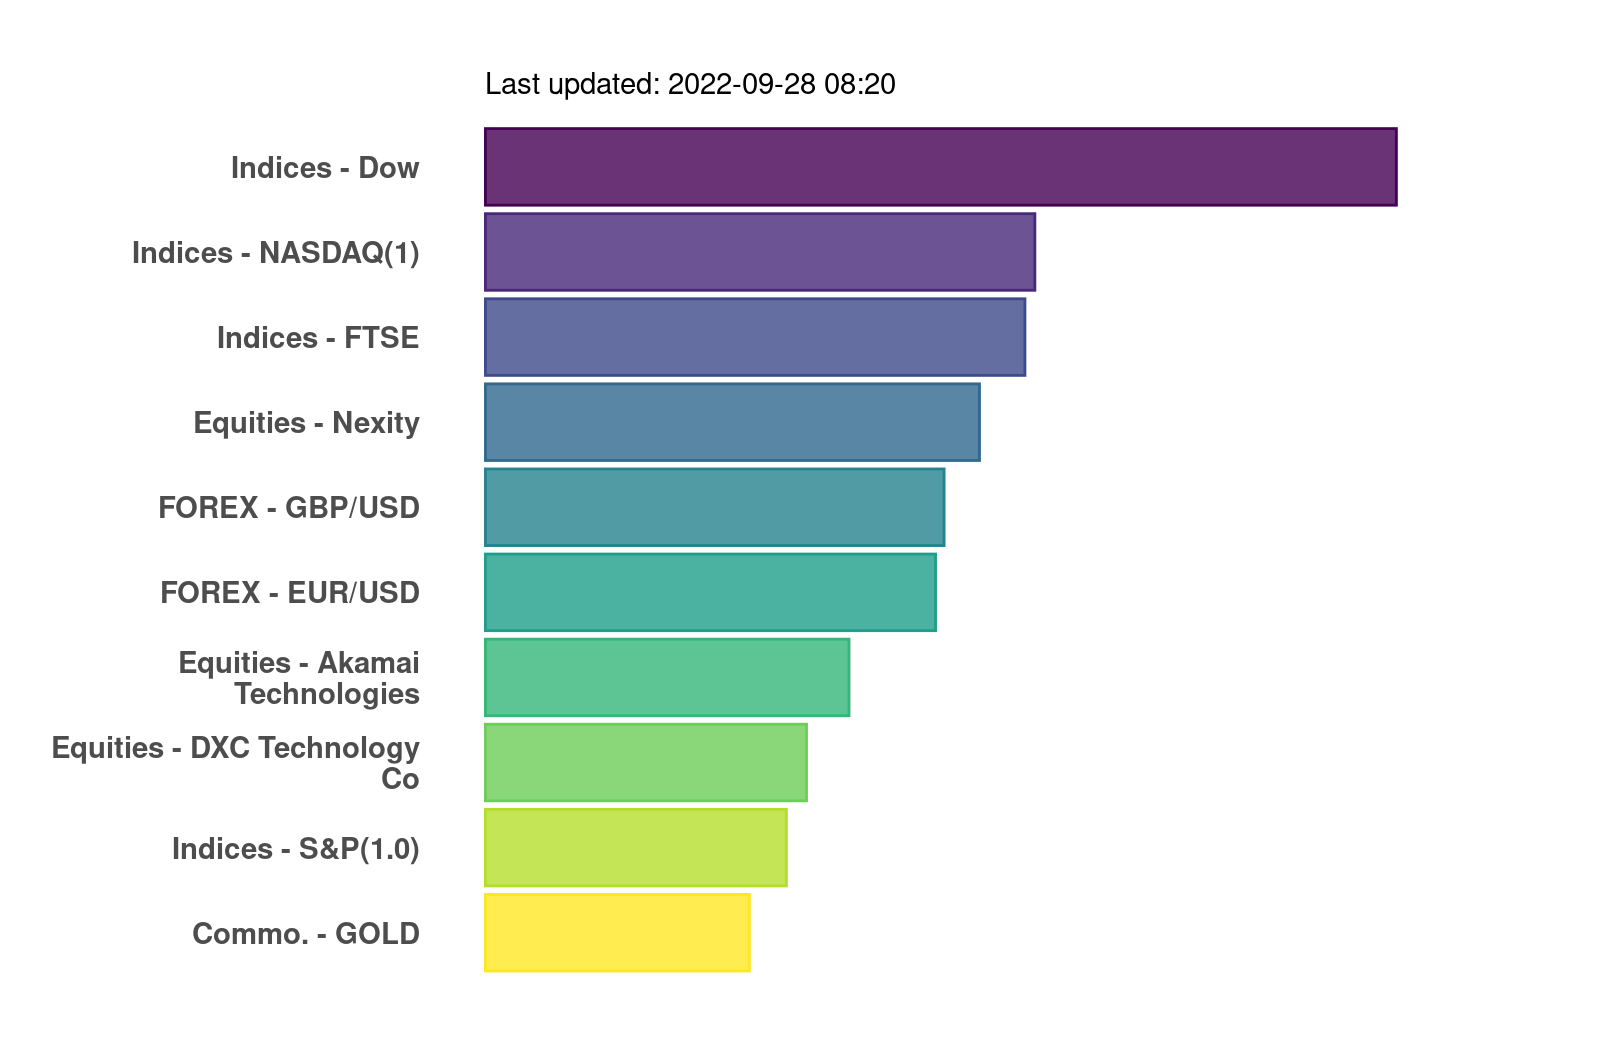 Last updated: 2022-09-28 08:20
Indices - Dow
Indices - NASDAQ(1)
Indices - FTSE
Equities - Nexity
FOREX - GBP/USD
FOREX - EUR/USD
Equities - Akamai
Technologies
Equities - DXC Technology
Co
Indices - S&P(1.0)
Commo. - GOLD